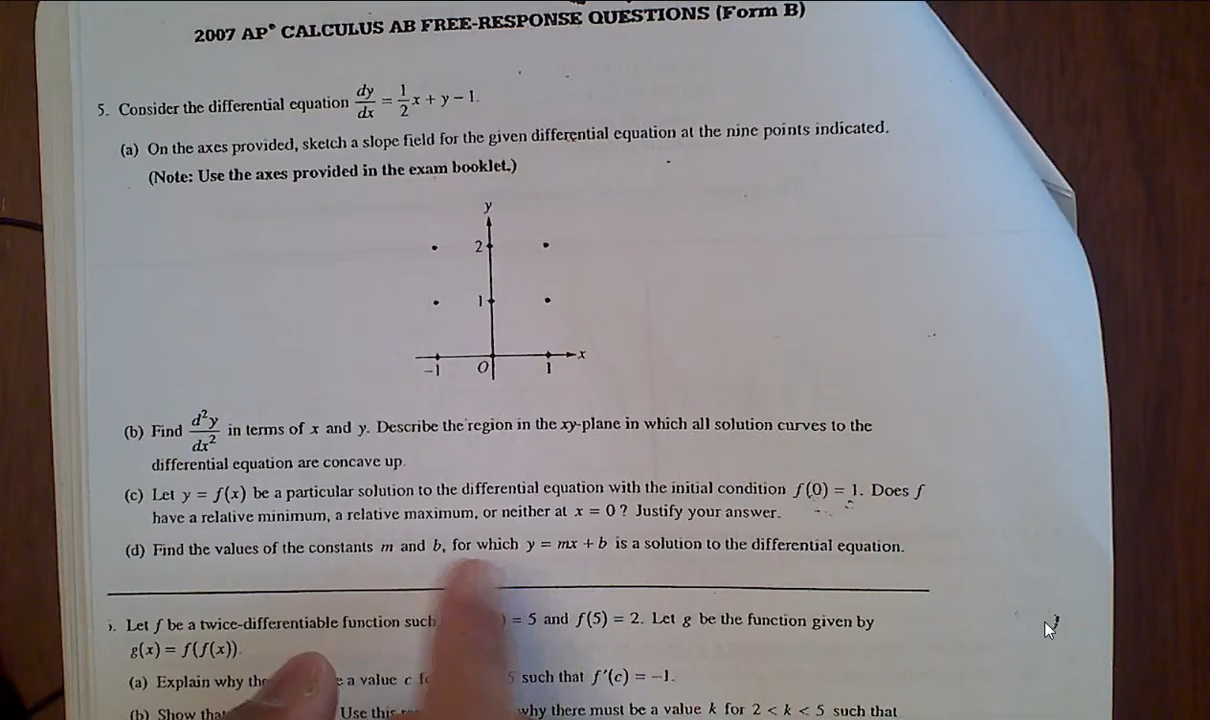 2007 AP® CALCULUS AB FREE-RESPONSE QUESTIONS (Form B)
5. Consider the differential equation dy/dx = 1/2 x + y − 1.
(a) On the axes provided, sketch a slope field for the given differential equation at the nine points indicated.
(Note: Use the axes provided in the exam booklet.)
y
2
1
−1 O 1 x
(b) Find d²y/dx² in terms of x and y. Describe the region in the xy-plane in which all solution curves to the
differential equation are concave up.
(c) Let y = f(x) be a particular solution to the differential equation with the initial condition f(0) = 1. Does f
have a relative minimum, a relative maximum, or neither at x = 0? Justify your answer.
(d) Find the values of the constants m and b, for which y = mx + b is a solution to the differential equation.
Let f be a twice-differentiable function such ) = 5 and f(5) = 2. Let g be the function given by
g(x) = f(f(x)).
(a) Explain why a value c such that f′(c) = −1.
(b) Show Use this why there must be a value k for 2 < k < 5 such that